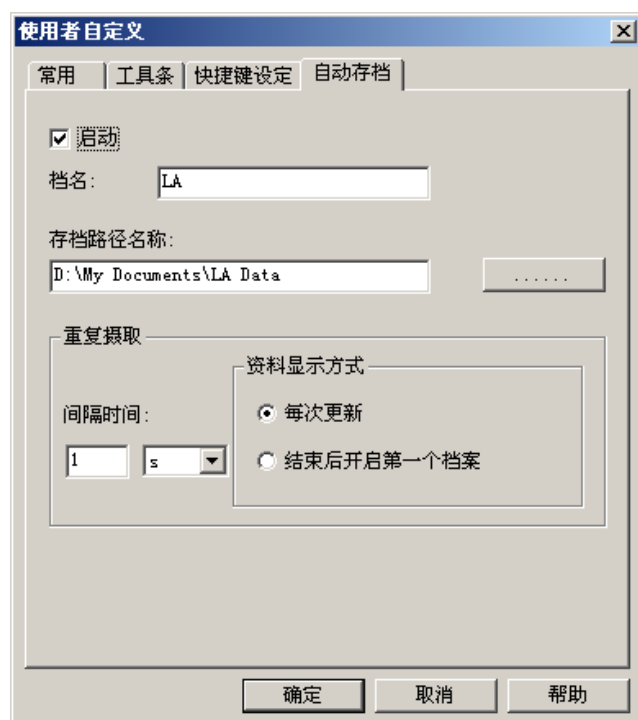 使用者自定义
常用 工具条 快捷键设定 自动存档
启动
档名: LA
存档路径名称:
D:\My Documents\LA Data ......
重复摄取
资料显示方式
间隔时间: 每次更新
1 s 结束后开启第一个档案
确定 取消 帮助